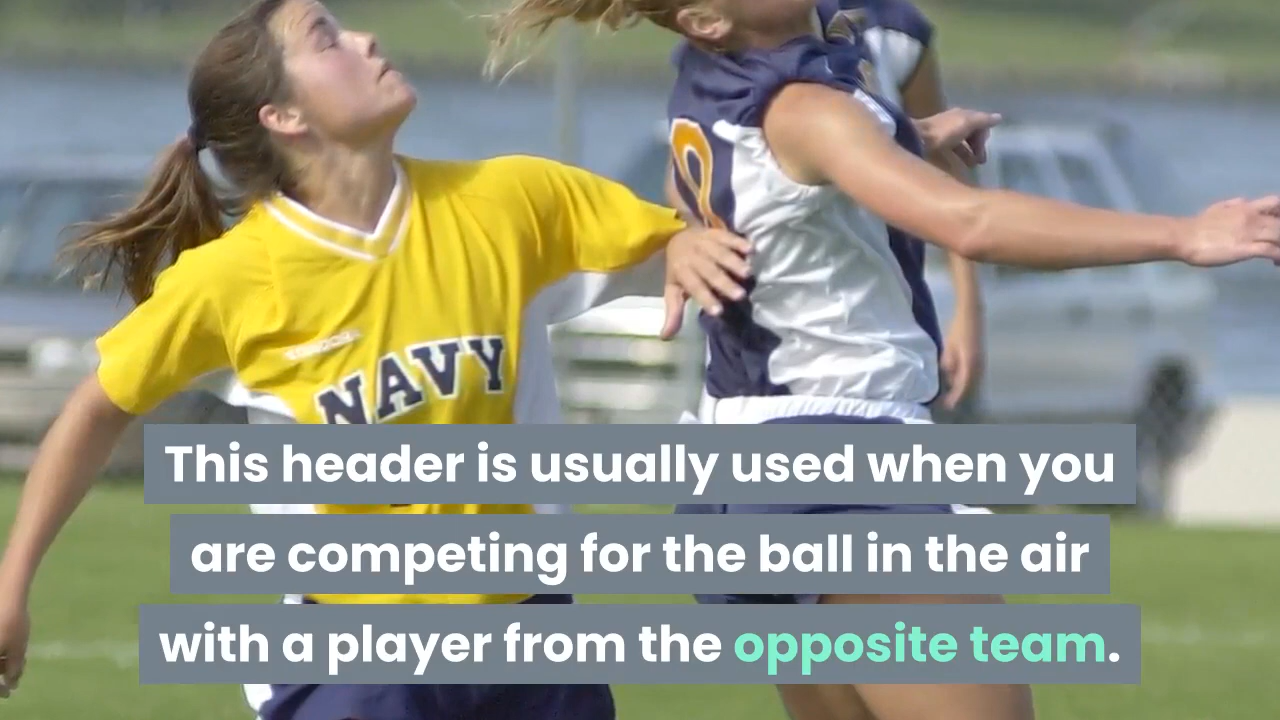 NAVY
This header is usually used when you
are competing for the ball in the air
with a player from the opposite team.